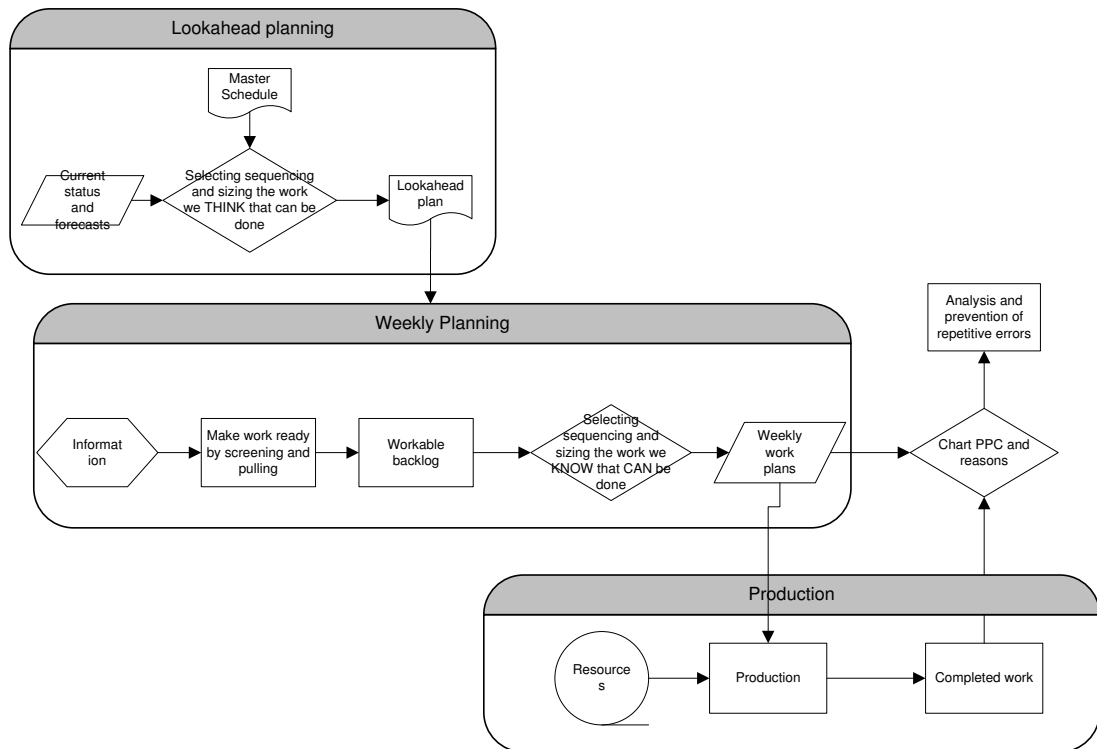 Lookahead planning
Master
Schedule
Current
status
and
forecasts
Selecting sequencing
and sizing the work
we THINK that can be
done
Lookahead
plan
Weekly Planning
Analysis and
prevention of
repetitive errors
Informat
ion
Make work ready
by screening and
pulling
Workable
backlog
Selecting
sequencing and
sizing the work we
KNOW that CAN be
done
Weekly
work
plans
Chart PPC and
reasons
Production
Resource
s
Production
Completed work